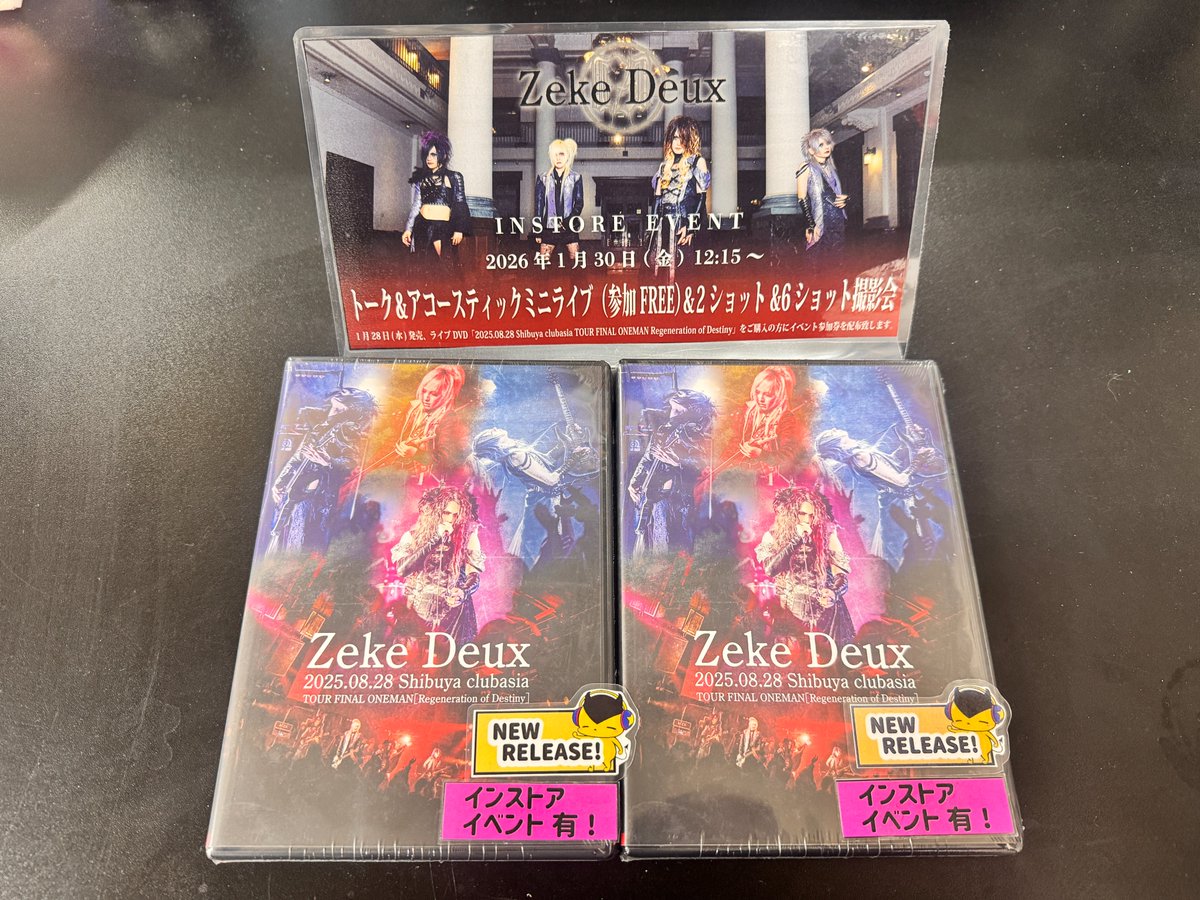 Zeke Deux
INSTORE EVENT
2026年1月30日(金) 12:15～
トーク&アコースティックミニライブ (参加FREE)&2ショット&6ショット撮影会
1月28日(水)発売、ライブDVD「2025.08.28 Shibuya clubasia TOUR FINAL ONEMAN Regeneration of Destiny」をご購入の方にイベント参加券を配布致します。
Zeke Deux
2025.08.28 Shibuya clubasia
TOUR FINAL ONEMAN[Regeneration of Destiny]
NEW
RELEASE!
インストア
イベント有！
Zeke Deux
2025.08.28 Shibuya clubasia
TOUR FINAL ONEMAN[Regeneration of Destiny]
NEW
RELEASE!
インストア
イベント有！